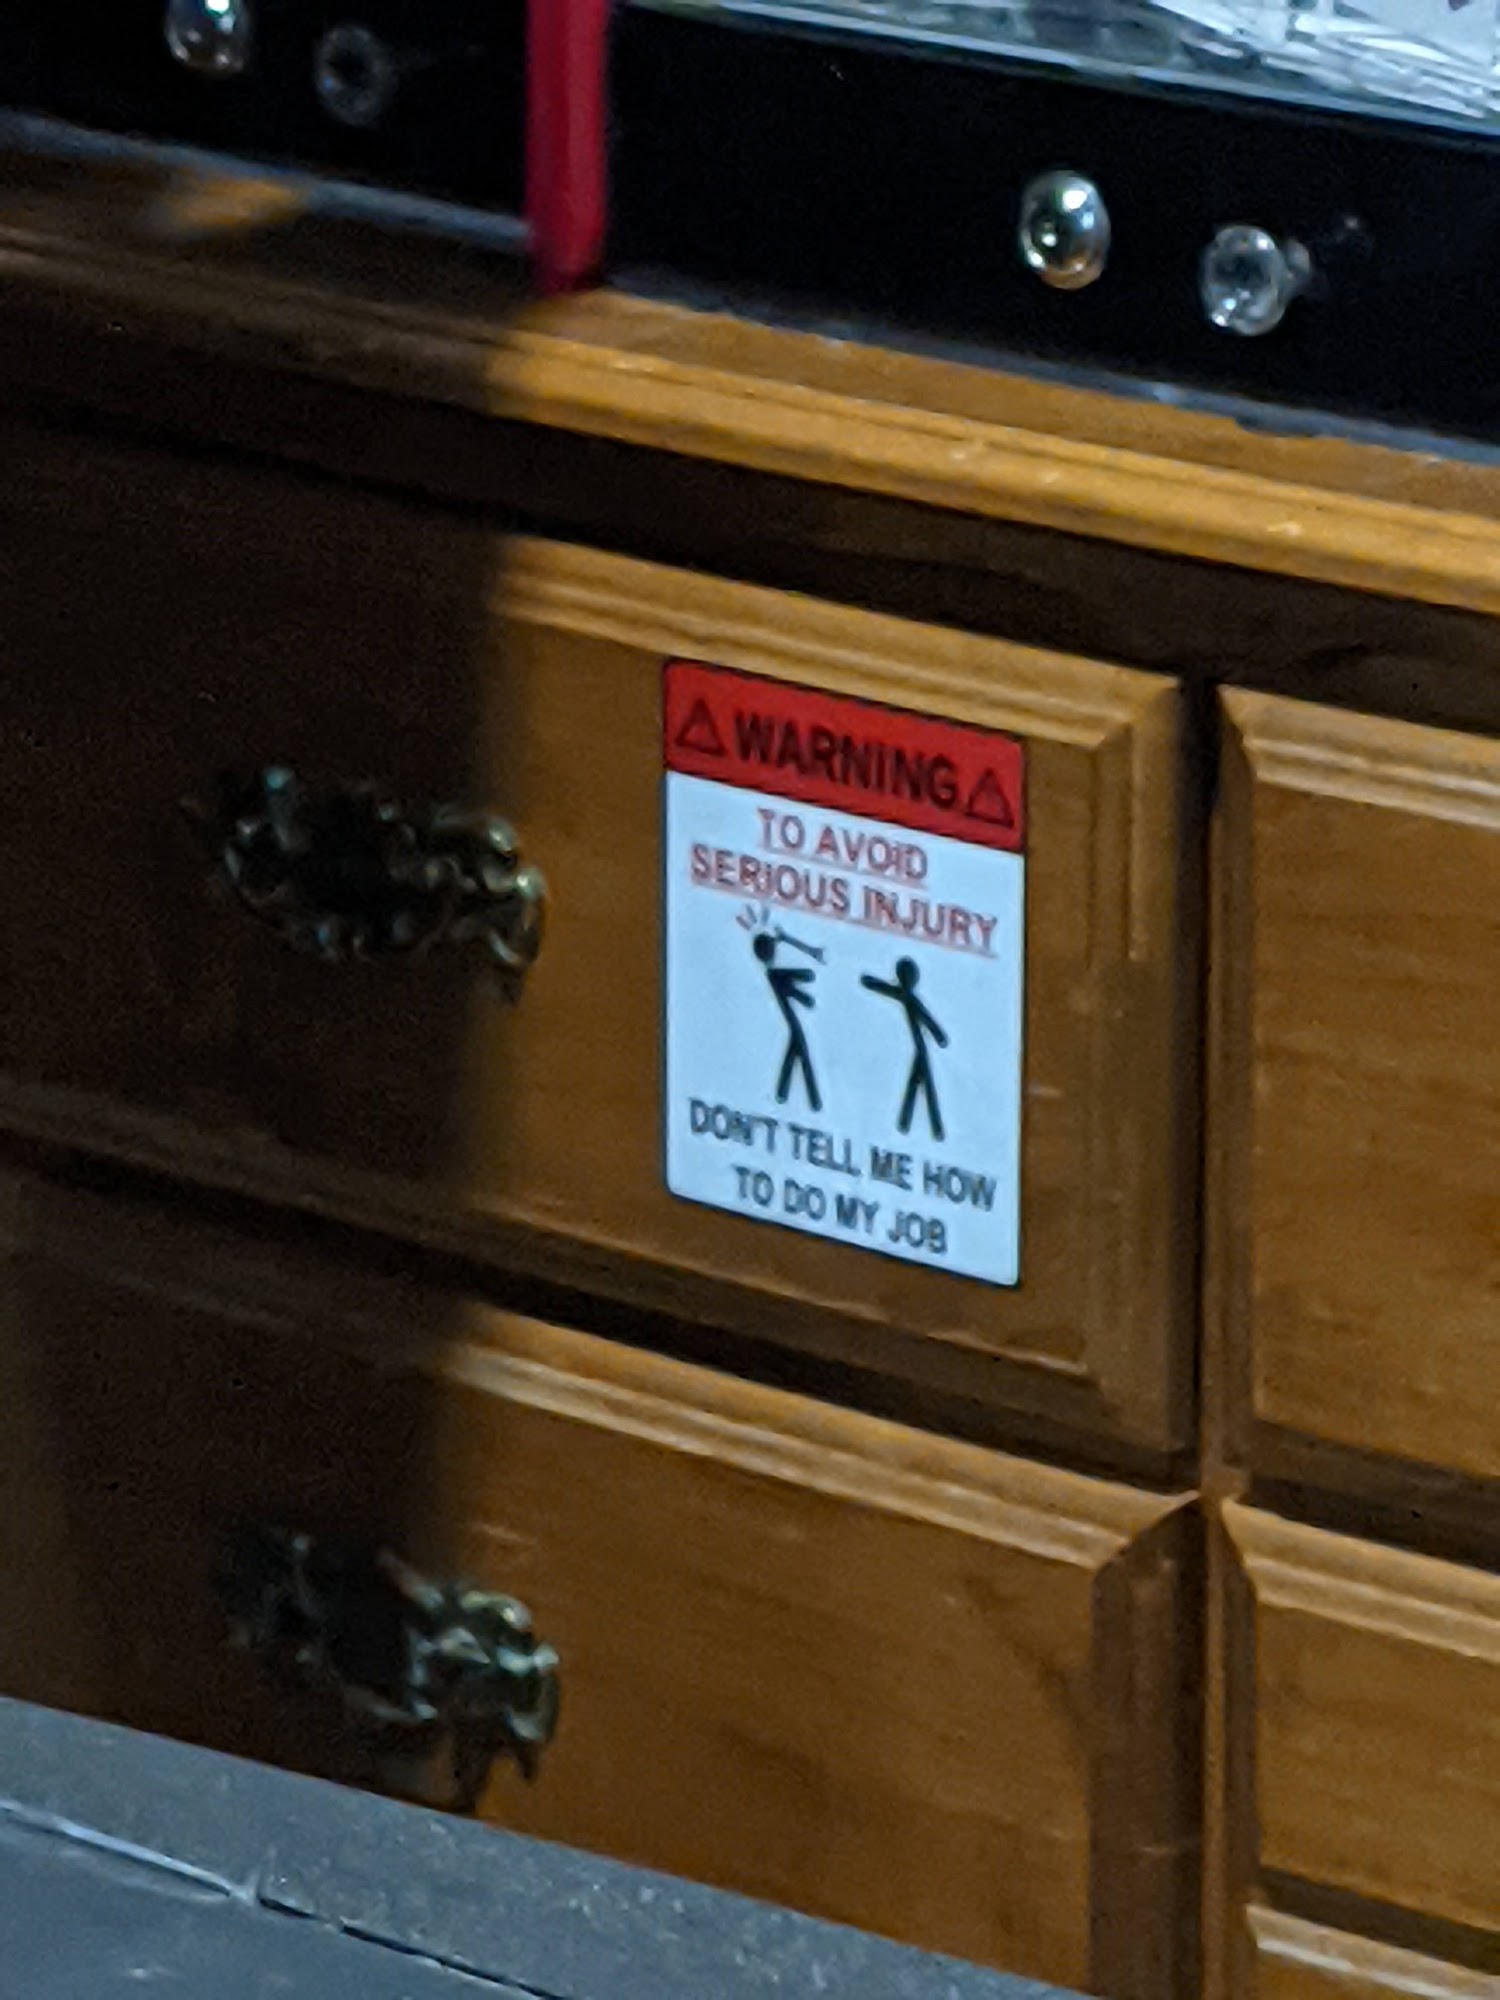 WARNING
TO AVOID
SERIOUS INJURY
DON'T TELL ME HOW
TO DO MY JOB